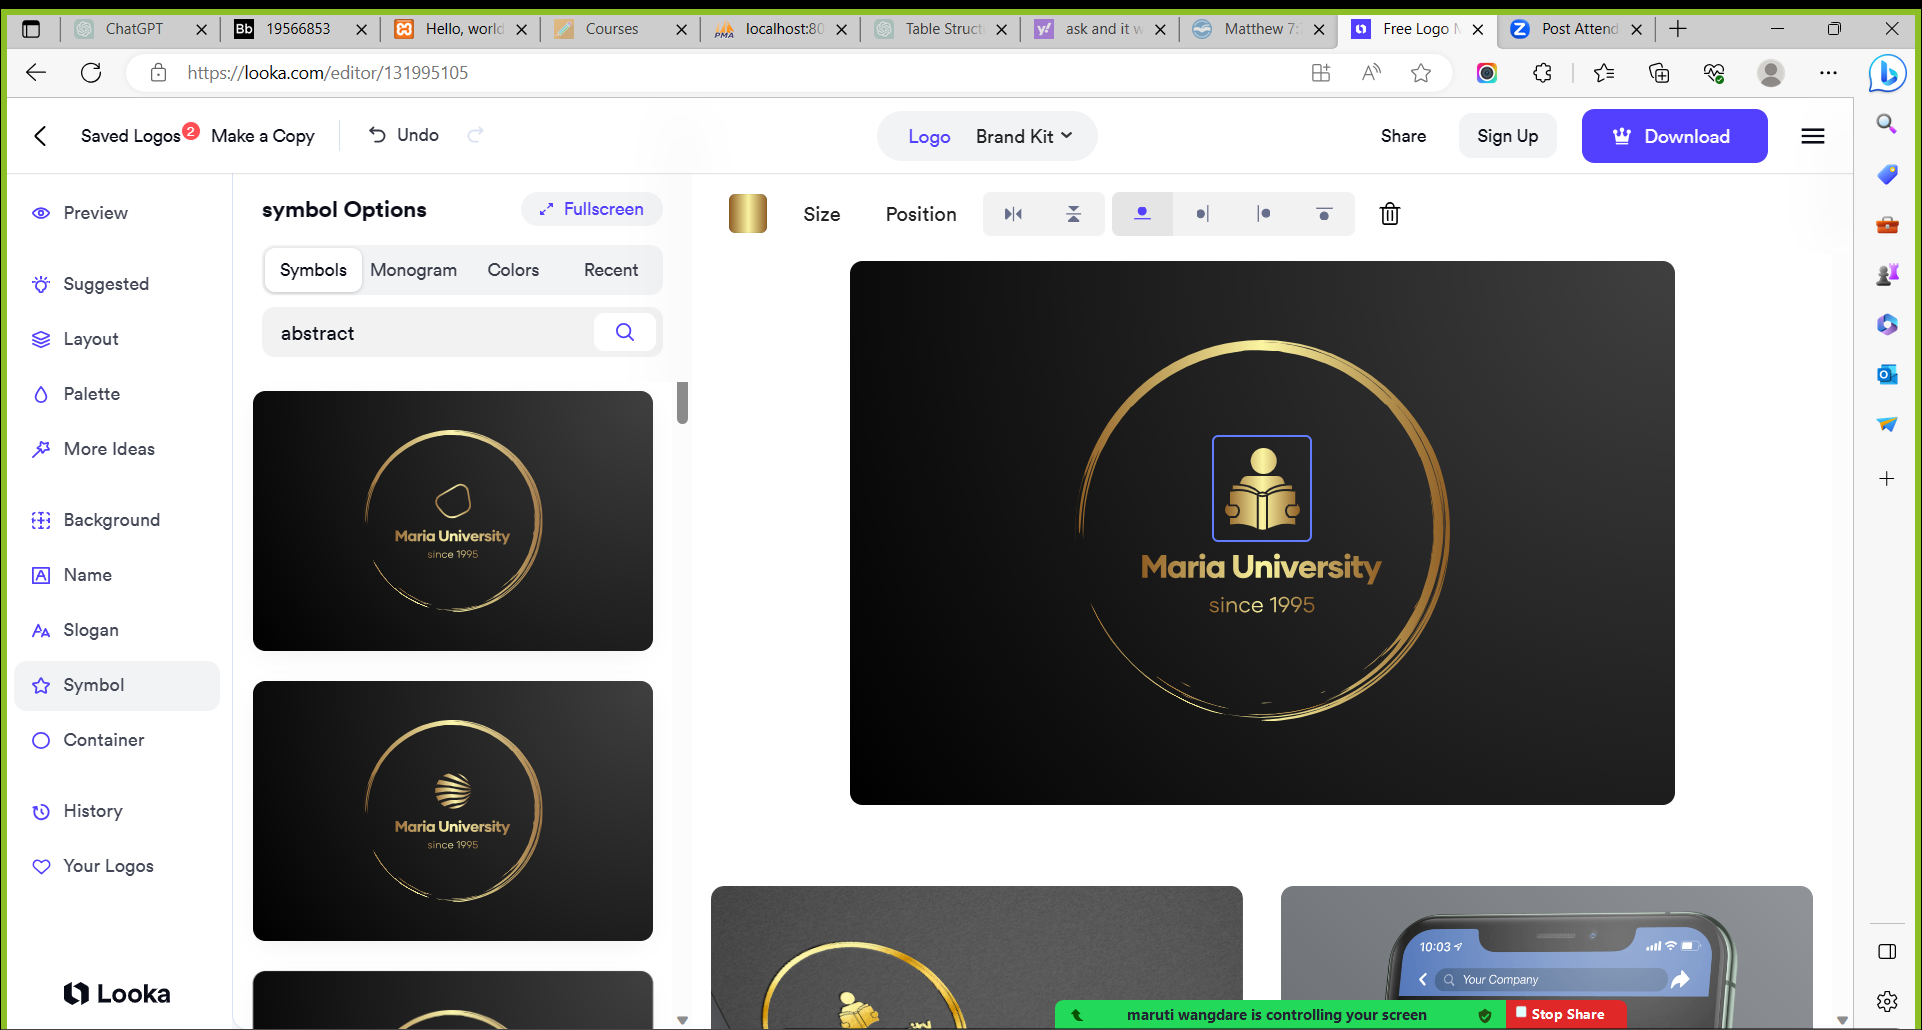 ChatGPT
Bb 19566853
Hello, world
Courses
PMA localhost:80
Table Struct
y! ask and it w
Matthew 7:
Free Logo M
Z Post Attend
https://looka.com/editor/131995105
Saved Logos 2
Make a Copy
Undo
Logo
Brand Kit
Share
Sign Up
Download
Preview
Suggested
Layout
Palette
More Ideas
Background
Name
Slogan
Symbol
Container
History
Your Logos
Looka
symbol Options
Fullscreen
Symbols
Monogram
Colors
Recent
abstract
Maria University
since 1995
Maria University
since 1995
Size
Position
Maria University
since 1995
10:03
Your Company
maruti wangdare is controlling your screen
Stop Share